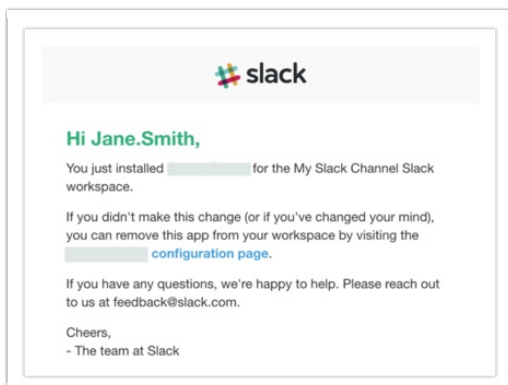 slack
Hi Jane.Smith,
You just installed for the My Slack Channel Slack
workspace.
If you didn't make this change (or if you've changed your mind),
you can remove this app from your workspace by visiting the
configuration page.
If you have any questions, we're happy to help. Please reach out
to us at feedback@slack.com.
Cheers,
- The team at Slack